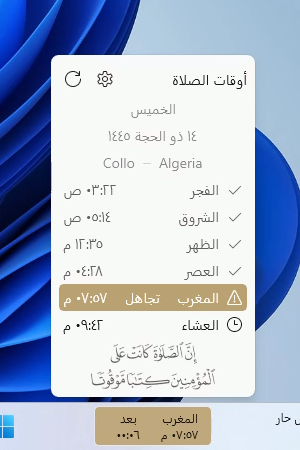 أوقات الصلاة
الخميس
١٤ ذو الحجة ١٤٤٥
Collo – Algeria
الفجر ٠٣:٢٢ ص
الشروق ٠٥:١٤ ص
الظهر ١٢:٣٥ م
العصر ٠٤:٢٨ م
المغرب تجاهل ٠٧:٥٧ م
العشاء ٠٩:٤٢ م
إِنَّ الصَّلَاةَ كَانَتْ عَلَى
الْمُؤْمِنِينَ كِتَابًا مَوْقُوتًا
المغرب بعد
٠٧:٥٧ م ٠٠:٠٦
حار